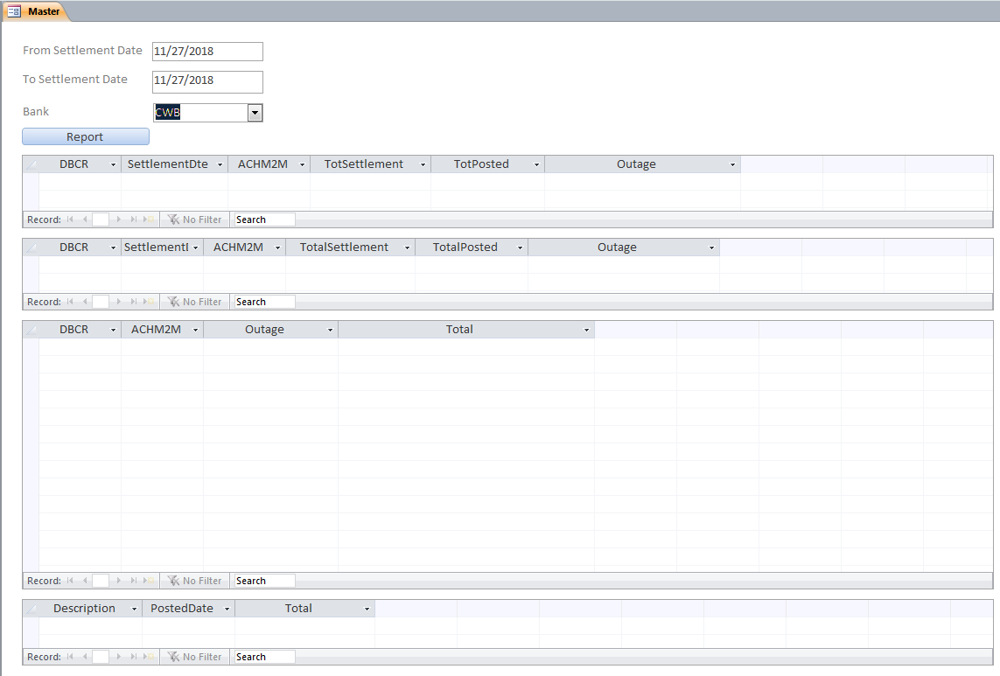 Master
From Settlement Date 11/27/2018
To Settlement Date 11/27/2018
Bank CWB
Report
DBCR SettlementDte ACHM2M TotSettlement TotPosted Outage
Record: No Filter Search
DBCR SettlementI ACHM2M TotalSettlement TotalPosted Outage
Record: No Filter Search
DBCR ACHM2M Outage Total
Record: No Filter Search
Description PostedDate Total
Record: No Filter Search